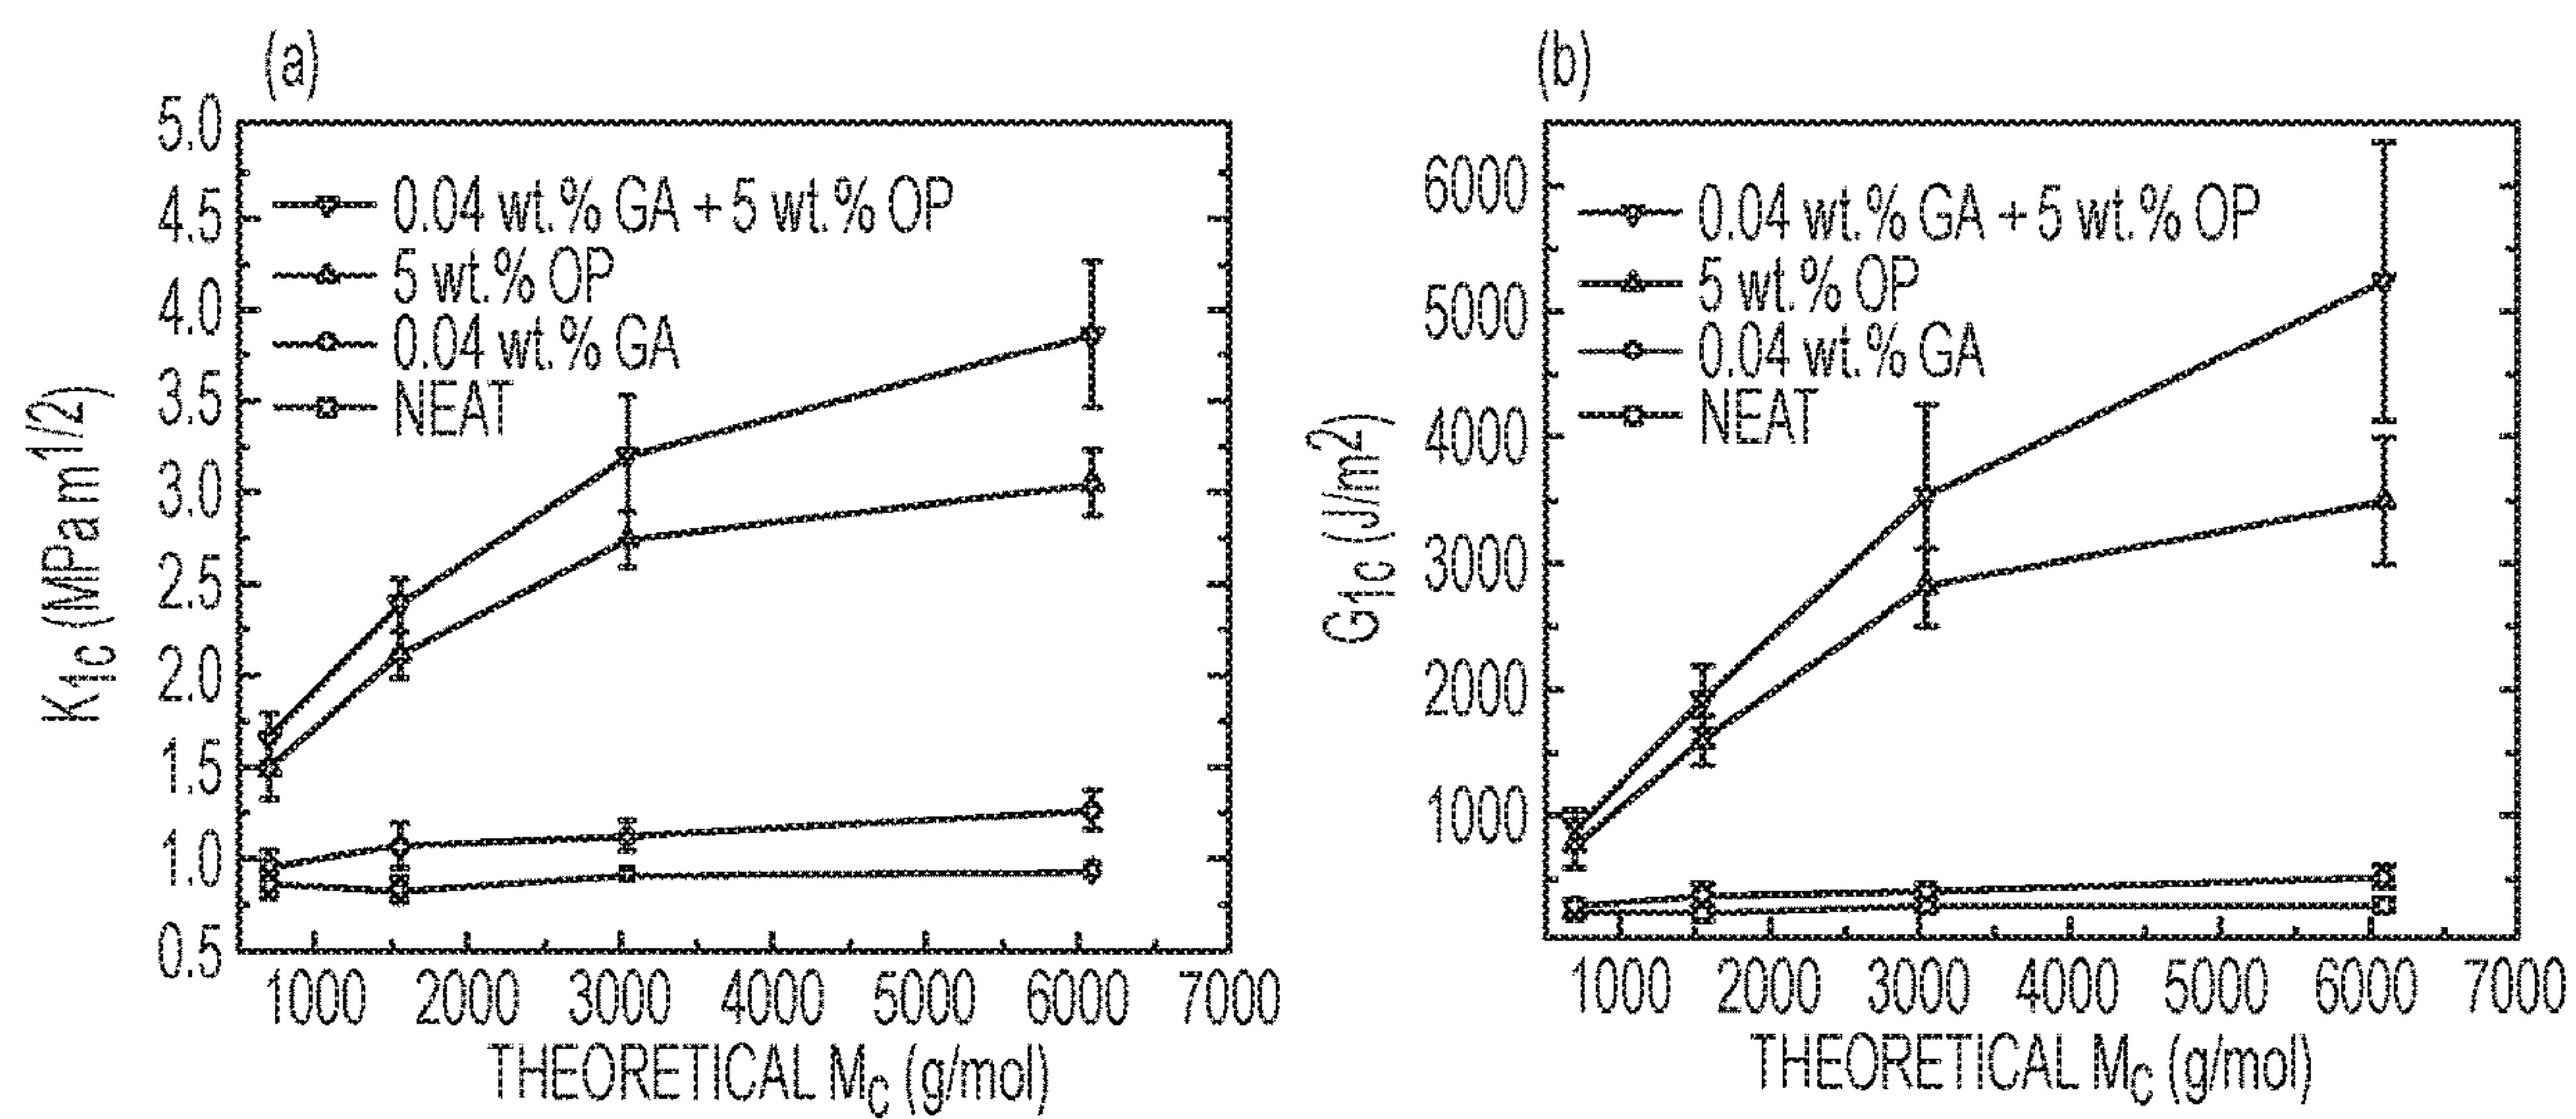 (a)
5.0
4.5
4.0
3.5
3.0
2.5
2.0
1.5
1.0
0.5
K1c (MPa m1/2)
0.04 wt.% GA + 5 wt.% OP
5 wt.% OP
0.04 wt.% GA
NEAT
1000 2000 3000 4000 5000 6000 7000
THEORETICAL MC (g/mol)
(b)
6000
5000
4000
3000
2000
1000
G1c (J/m2)
0.04 wt.% GA + 5 wt.% OP
5 wt.% OP
0.04 wt.% GA
NEAT
1000 2000 3000 4000 5000 6000 7000
THEORETICAL MC (g/mol)